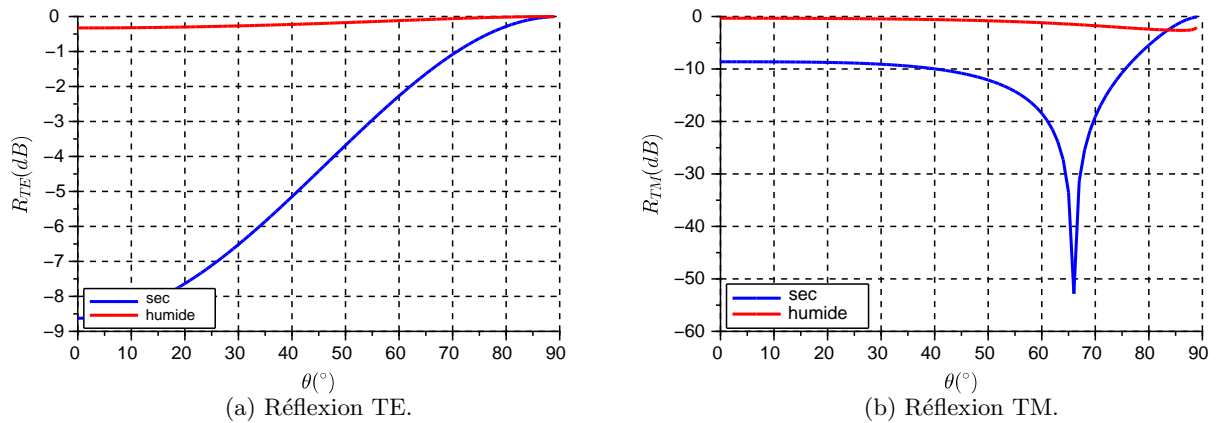 0
−1
−2
−3
−4
−5
−6
−7
−8
−9
R_TE(dB)
sec
humide
0 10 20 30 40 50 60 70 80 90
θ(°)
(a) Réflexion TE.
0
−10
−20
−30
−40
−50
−60
R_TM(dB)
sec
humide
0 10 20 30 40 50 60 70 80 90
θ(°)
(b) Réflexion TM.